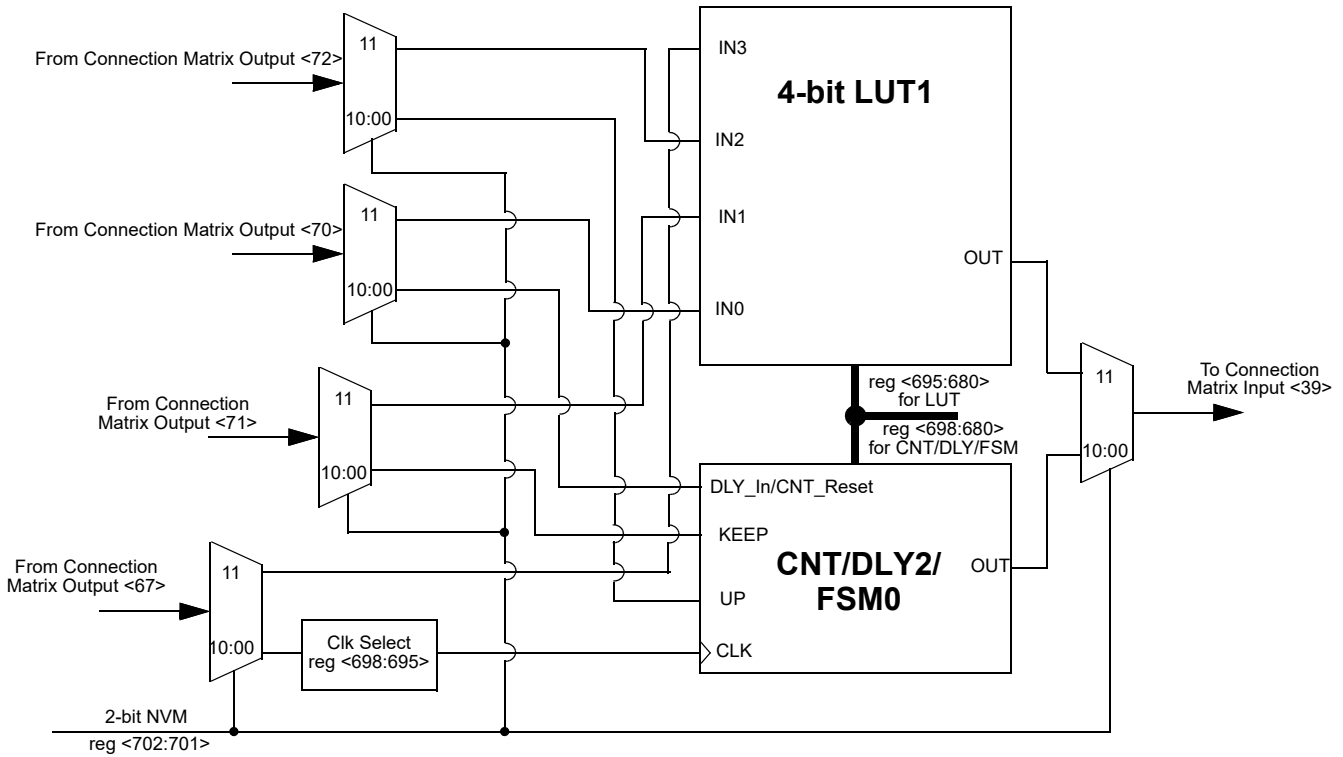 From Connection Matrix Output <72>
11
10:00
From Connection Matrix Output <70>
11
10:00
From Connection
Matrix Output <71>
11
10:00
From Connection
Matrix Output <67>
11
10:00
Clk Select
reg <698:695>
2-bit NVM
reg <702:701>
IN3
4-bit LUT1
IN2
IN1
OUT
IN0
reg <695:680>
for LUT
reg <698:680>
for CNT/DLY/FSM
DLY_In/CNT_Reset
KEEP
CNT/DLY2/
FSM0
OUT
UP
CLK
11
10:00
To Connection
Matrix Input <39>